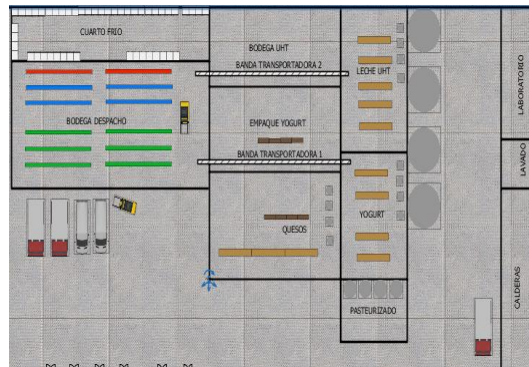 CUARTO FRIO
BODEGA UHT
BANDA TRANSPORTADORA 2
LECHE UHT
BODEGA DESPACHO
EMPAQUE YOGURT
BANDA TRANSPORTADORA 1
YOGURT
QUESOS
PASTEURIZADO
LABORATORIO
LAVADO
CALDERAS